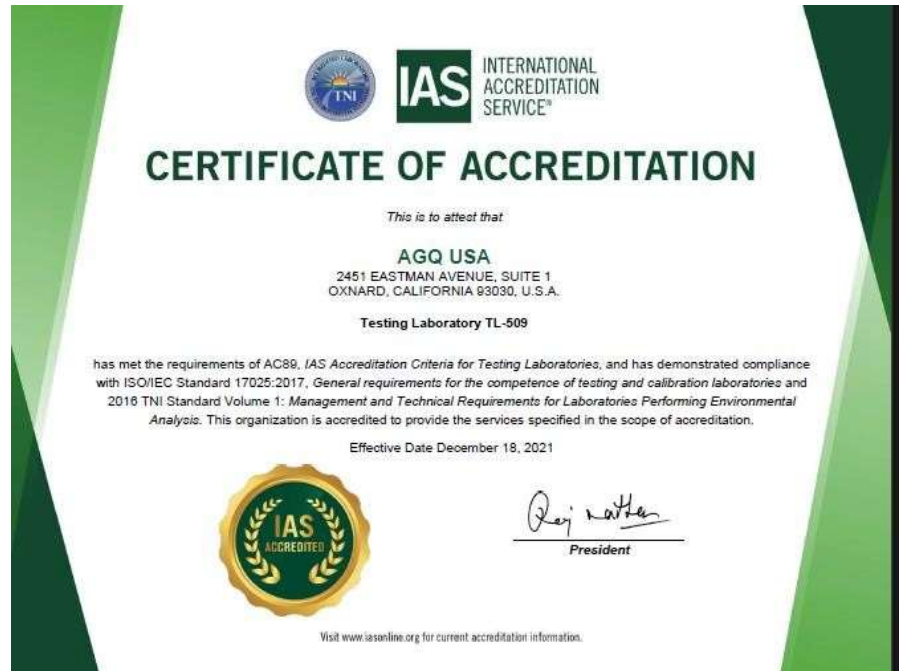 TNI
IAS
INTERNATIONAL
ACCREDITATION
SERVICE®
CERTIFICATE OF ACCREDITATION
This is to attest that
AGQ USA
2451 EASTMAN AVENUE, SUITE 1
OXNARD, CALIFORNIA 93030, U.S.A.
Testing Laboratory TL-509
has met the requirements of AC89, IAS Accreditation Criteria for Testing Laboratories, and has demonstrated compliance
with ISO/IEC Standard 17025:2017, General requirements for the competence of testing and calibration laboratories and
2016 TNI Standard Volume 1: Management and Technical Requirements for Laboratories Performing Environmental
Analysis. This organization is accredited to provide the services specified in the scope of accreditation.
Effective Date December 18, 2021
IAS
ACCREDITED
President
Visit www.iasonline.org for current accreditation information.